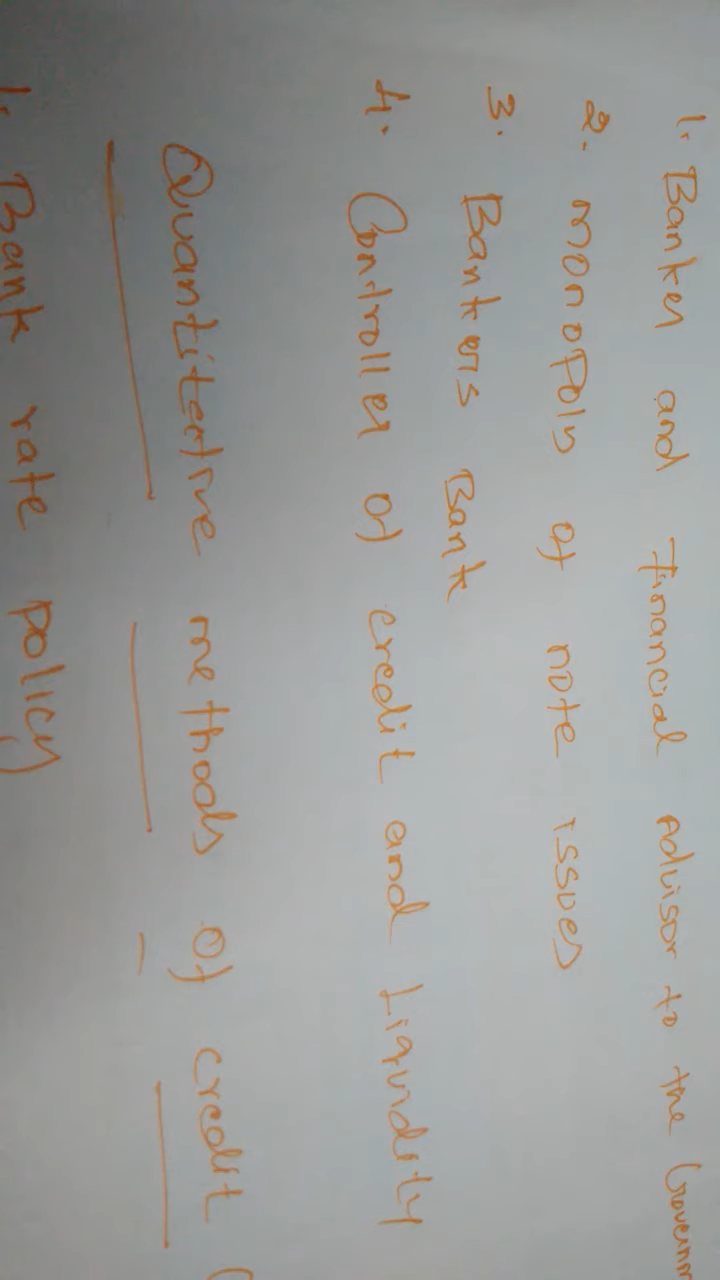 1. Banker and Financial Advisor to the Governm
2. monopoly of note issues
3. Bankers Bank
4. Controller of credit and Liquidity
Quantitative methods of credit (
1. Bank rate policy